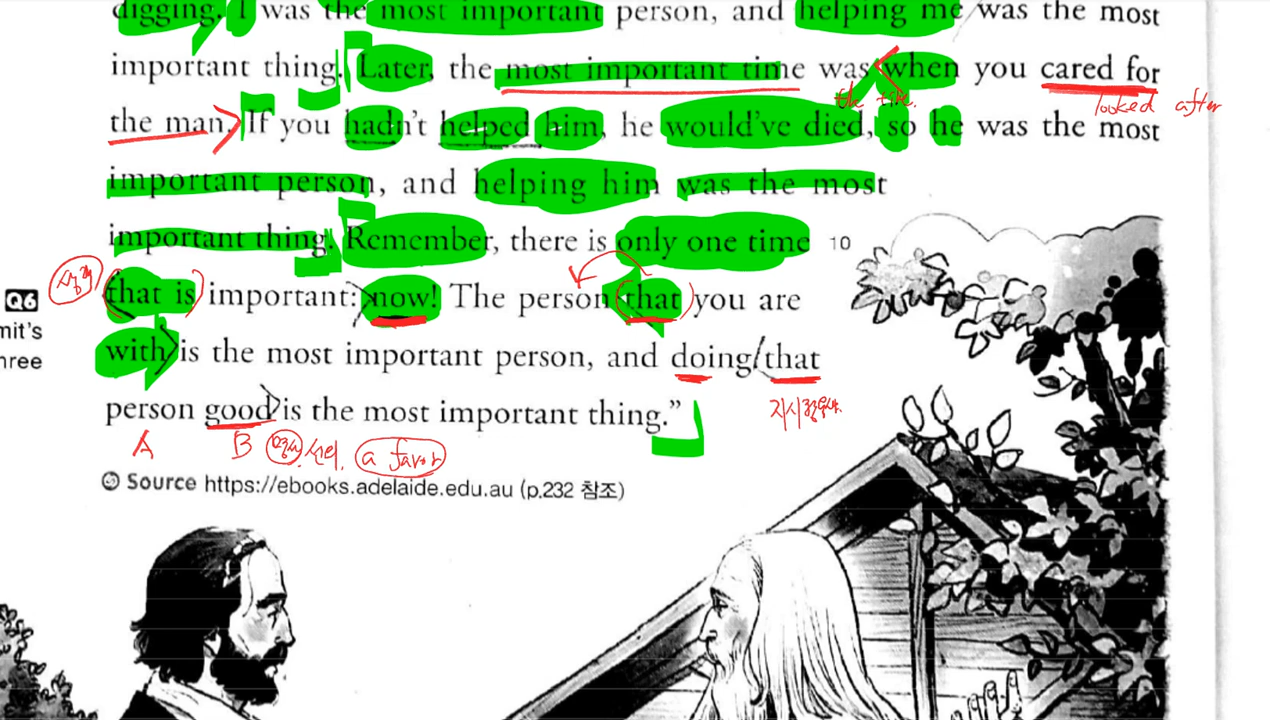 digging, I was the most important person, and helping me was the most
important thing. Later, the most important time was when you cared for
the time.
looked after
the man. If you hadn't helped him, he would've died, so he was the most
important person, and helping him was the most
important thing. Remember, there is only one time 10
생략
that is important: now! The person that you are
Q6
mit's
with is the most important person, and doing that
hree
지시형용사.
person good is the most important thing."
A B 명사, a favor
Source https://ebooks.adelaide.edu.au (p.232 참조)